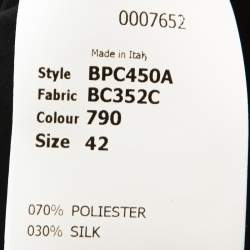 0007652
Made in Italy
Style BPC450A
Fabric BC352C
Colour 790
Size 42
070% POLIESTER
030% SILK